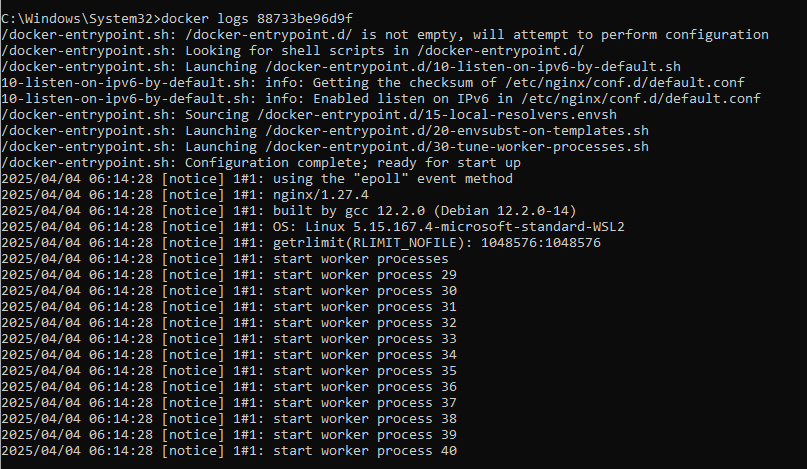 C:\Windows\System32>docker logs 88733be96d9f
/docker-entrypoint.sh: /docker-entrypoint.d/ is not empty, will attempt to perform configuration
/docker-entrypoint.sh: Looking for shell scripts in /docker-entrypoint.d/
/docker-entrypoint.sh: Launching /docker-entrypoint.d/10-listen-on-ipv6-by-default.sh
10-listen-on-ipv6-by-default.sh: info: Getting the checksum of /etc/nginx/conf.d/default.conf
10-listen-on-ipv6-by-default.sh: info: Enabled listen on IPv6 in /etc/nginx/conf.d/default.conf
/docker-entrypoint.sh: Sourcing /docker-entrypoint.d/15-local-resolvers.envsh
/docker-entrypoint.sh: Launching /docker-entrypoint.d/20-envsubst-on-templates.sh
/docker-entrypoint.sh: Launching /docker-entrypoint.d/30-tune-worker-processes.sh
/docker-entrypoint.sh: Configuration complete; ready for start up
2025/04/04 06:14:28 [notice] 1#1: using the "epoll" event method
2025/04/04 06:14:28 [notice] 1#1: nginx/1.27.4
2025/04/04 06:14:28 [notice] 1#1: built by gcc 12.2.0 (Debian 12.2.0-14)
2025/04/04 06:14:28 [notice] 1#1: OS: Linux 5.15.167.4-microsoft-standard-WSL2
2025/04/04 06:14:28 [notice] 1#1: getrlimit(RLIMIT_NOFILE): 1048576:1048576
2025/04/04 06:14:28 [notice] 1#1: start worker processes
2025/04/04 06:14:28 [notice] 1#1: start worker process 29
2025/04/04 06:14:28 [notice] 1#1: start worker process 30
2025/04/04 06:14:28 [notice] 1#1: start worker process 31
2025/04/04 06:14:28 [notice] 1#1: start worker process 32
2025/04/04 06:14:28 [notice] 1#1: start worker process 33
2025/04/04 06:14:28 [notice] 1#1: start worker process 34
2025/04/04 06:14:28 [notice] 1#1: start worker process 35
2025/04/04 06:14:28 [notice] 1#1: start worker process 36
2025/04/04 06:14:28 [notice] 1#1: start worker process 37
2025/04/04 06:14:28 [notice] 1#1: start worker process 38
2025/04/04 06:14:28 [notice] 1#1: start worker process 39
2025/04/04 06:14:28 [notice] 1#1: start worker process 40